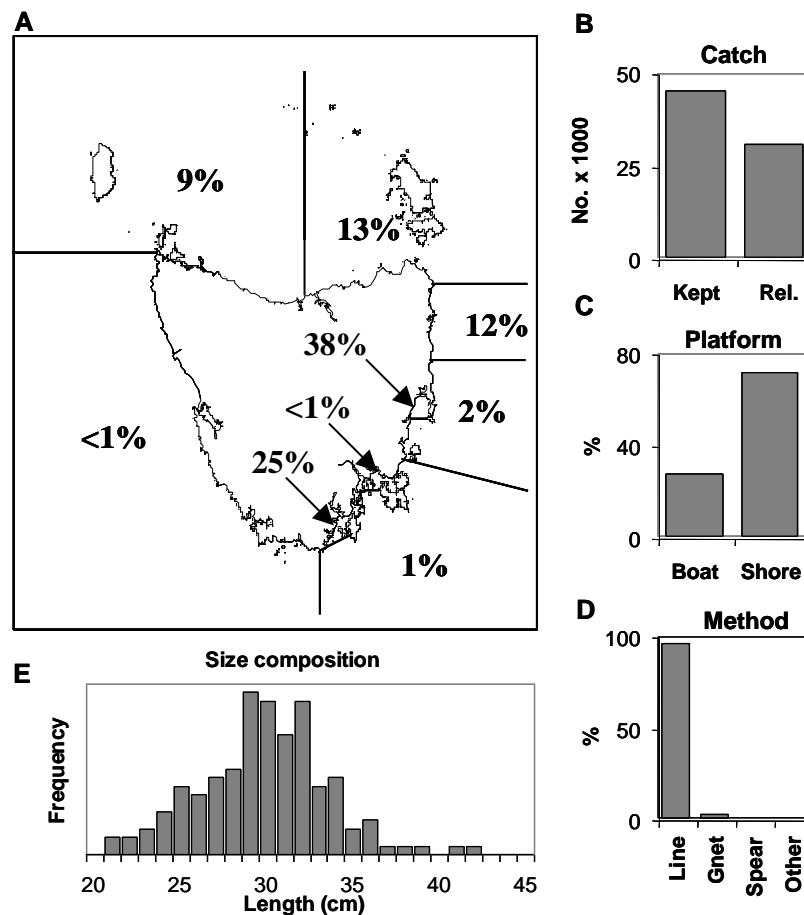 A
9%
13%
12%
38%
<1%
2%
<1%
25%
1%
B
Catch
No. x 1000
50
25
0
Kept Rel.
C
Platform
%
80
40
0
Boat Shore
D
Method
%
100
50
0
Line Gnet Spear Other
E
Size composition
Frequency
20 25 30 35 40 45
Length (cm)